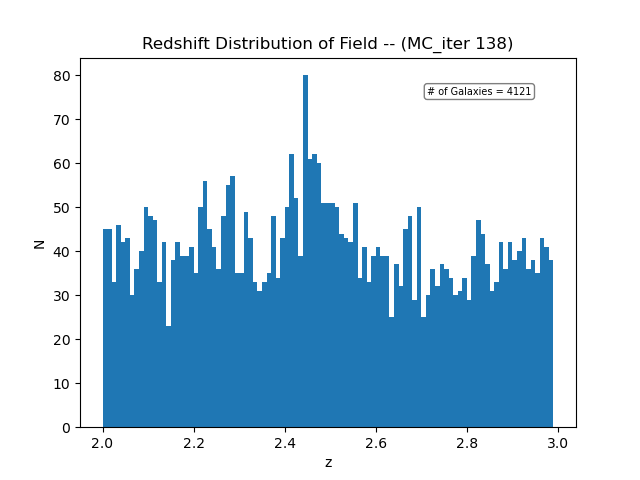 Redshift Distribution of Field -- (MC_iter 138)
# of Galaxies = 4121
80
70
60
50
40
30
20
10
0
N
2.0 2.2 2.4 2.6 2.8 3.0
z